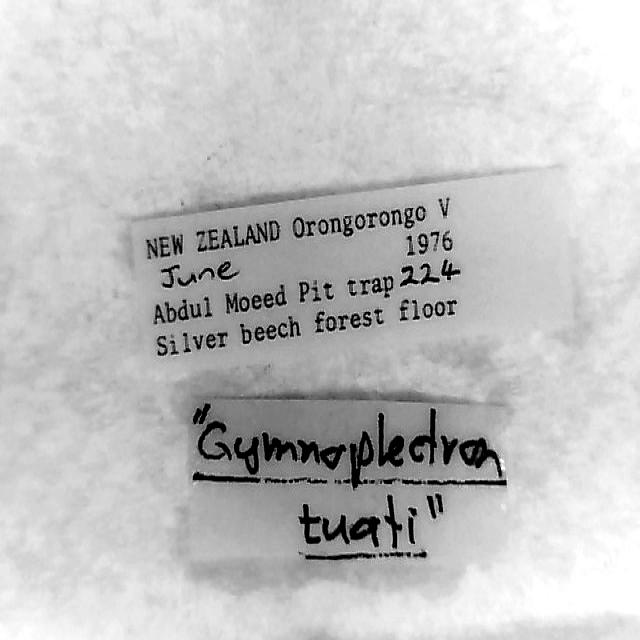 NEW ZEALAND Orongorongo V
June 1976
Abdul Moeed Pit trap 224
Silver beech forest floor
"Gymnoplectron
tuati"